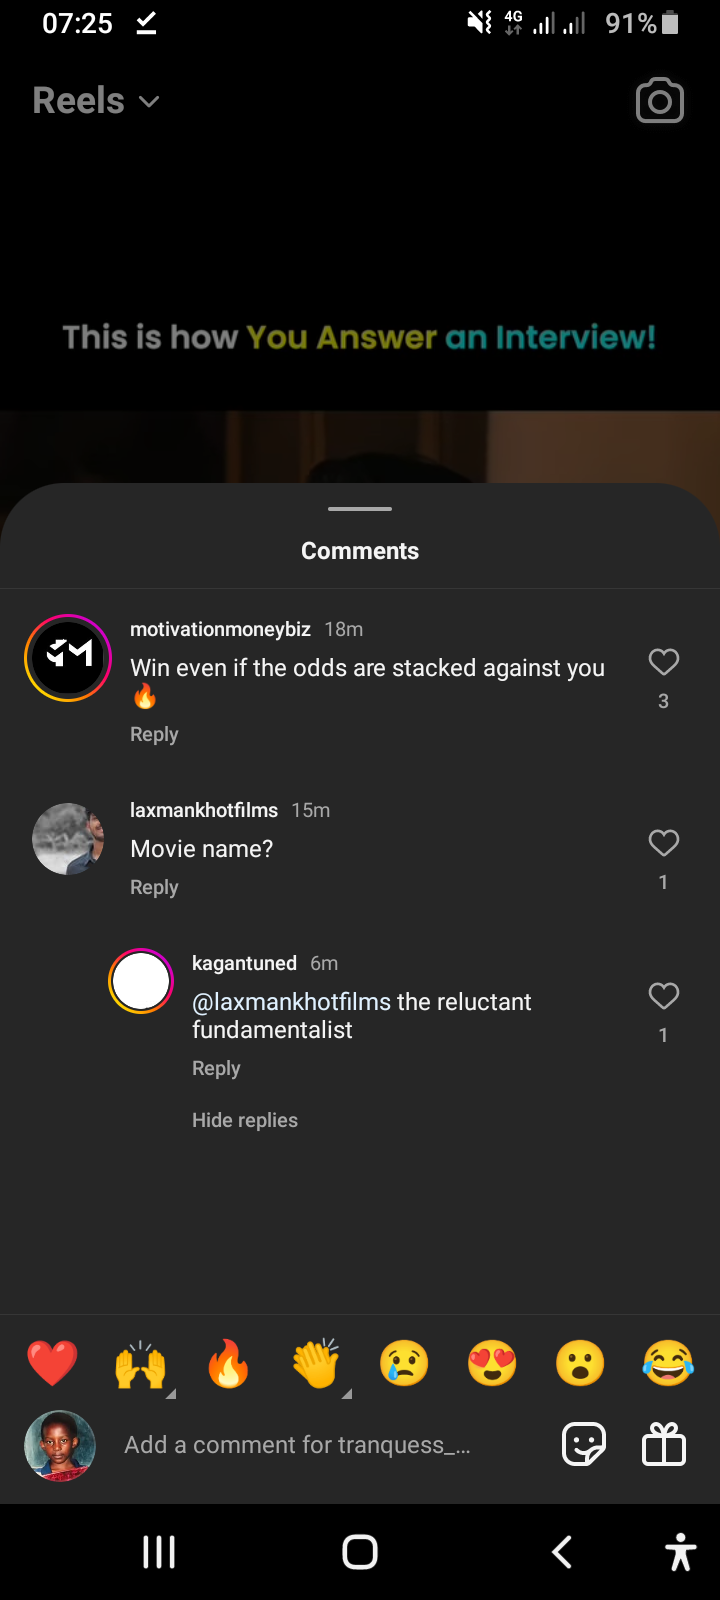 07:25
4G
91%
Reels
This is how You Answer an Interview!
Comments
motivationmoneybiz 18m
Win even if the odds are stacked against you
🔥
3
Reply
laxmankhotfilms 15m
Movie name?
1
Reply
kagantuned 6m
@laxmankhotfilms the reluctant
fundamentalist
1
Reply
Hide replies
Add a comment for tranquess_...